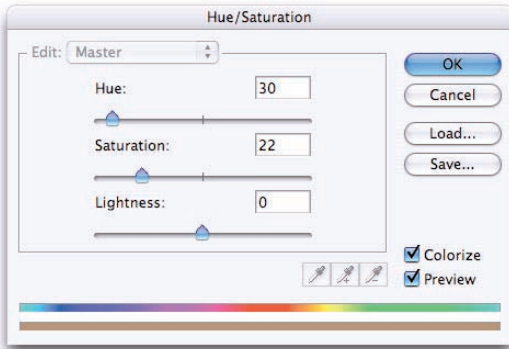 Hue/Saturation
Edit: Master
Hue: 30
Saturation: 22
Lightness: 0
OK
Cancel
Load...
Save...
Colorize
Preview